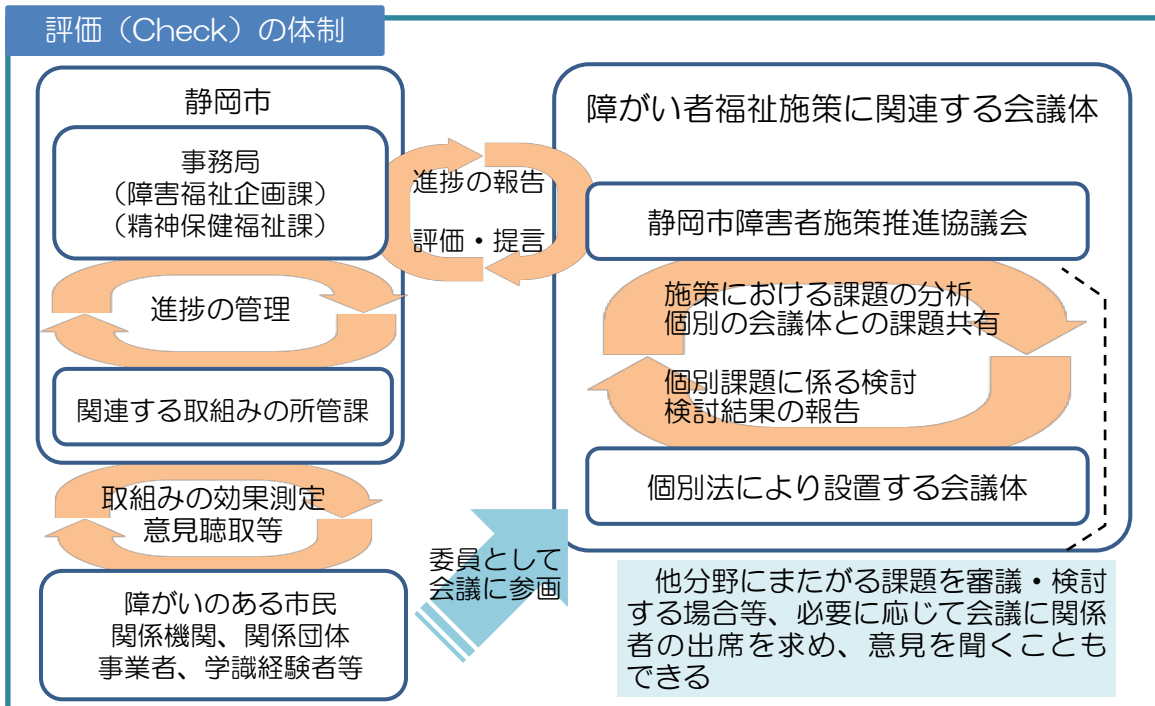 評価（Check）の体制
静岡市
事務局
（障害福祉企画課）
（精神保健福祉課）
進捗の管理
関連する取組みの所管課
取組みの効果測定
意見聴取等
障がいのある市民
関係機関、関係団体
事業者、学識経験者等
進捗の報告
評価・提言
委員として
会議に参画
障がい者福祉施策に関連する会議体
静岡市障害者施策推進協議会
施策における課題の分析
個別の会議体との課題共有
個別課題に係る検討
検討結果の報告
個別法により設置する会議体
他分野にまたがる課題を審議・検討
する場合等、必要に応じて会議に関係
者の出席を求め、意見を聞くことも
できる